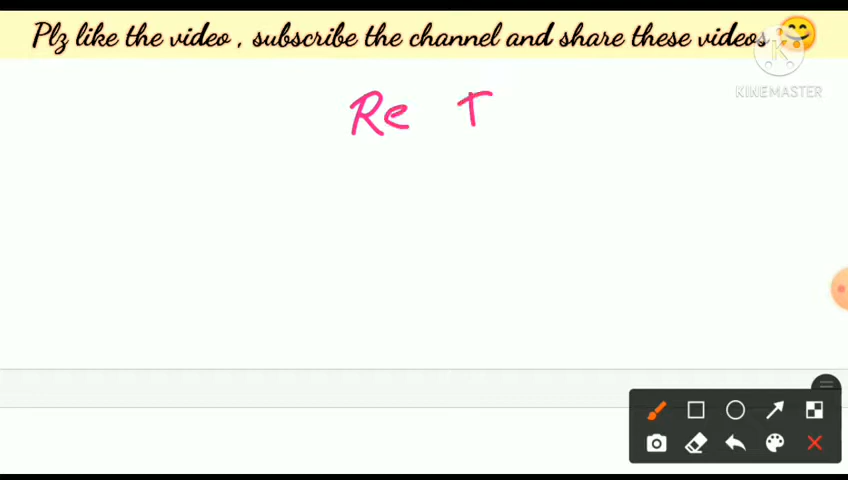 Plz like the video , subscribe the channel and share these videos 😊
K
KINEMASTER
Re T